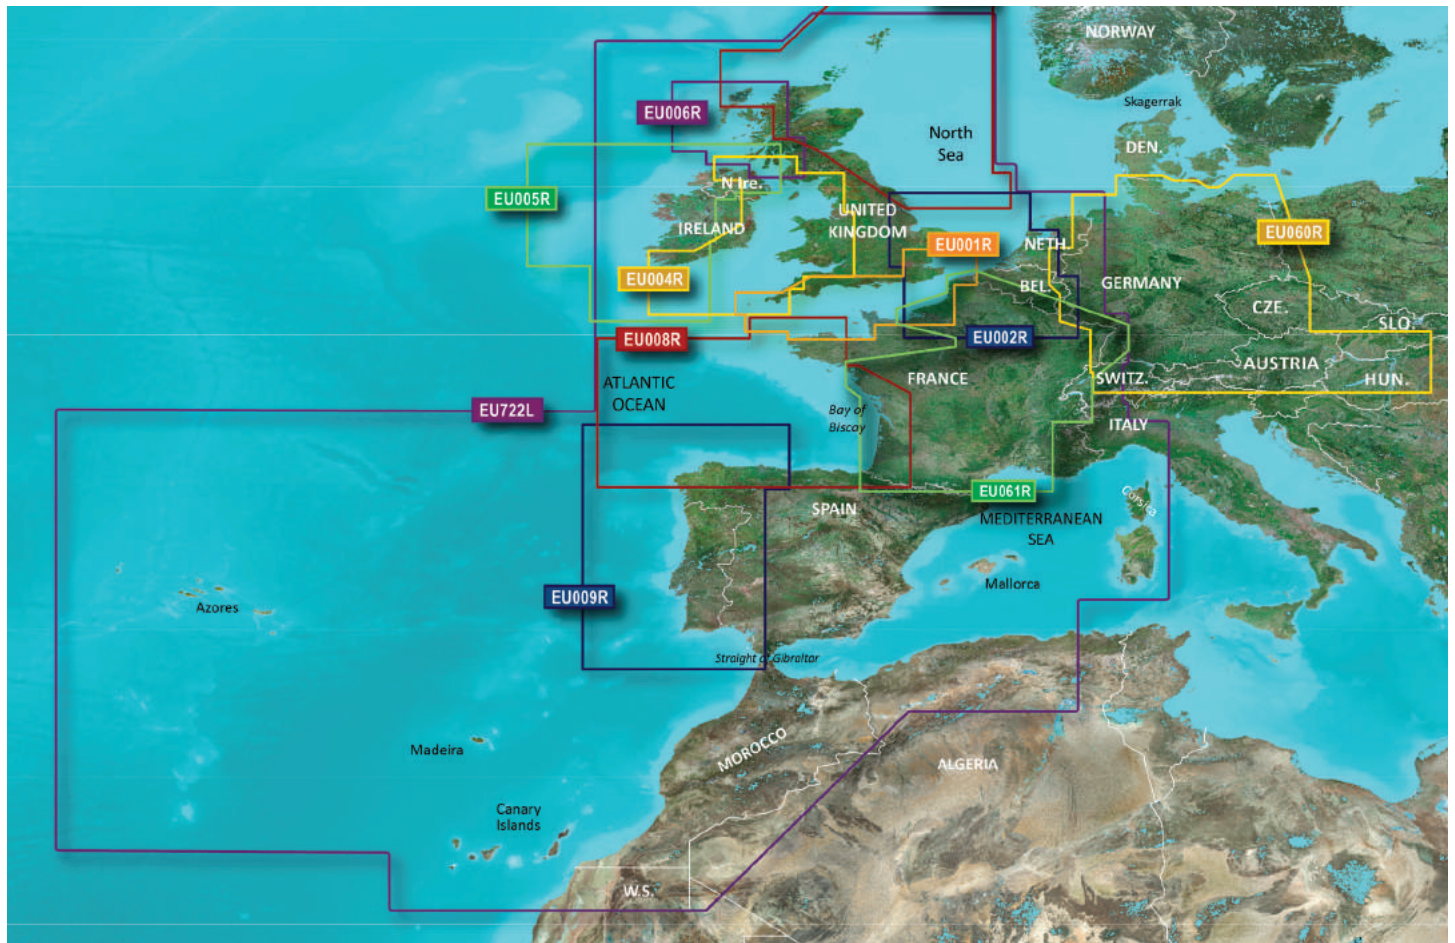 NORWAY
Skagerrak
EU006R
North
Sea
DEN.
N Ire.
EU005R
UNITED
KINGDOM
IRELAND
EU060R
EU001R
NETH.
EU004R
BEL.
GERMANY
CZE.
SLO.
EU008R
EU002R
AUSTRIA
HUN.
SWITZ.
FRANCE
ATLANTIC
OCEAN
EU722L
Bay of
Biscay
ITALY
EU061R
Corsica
SPAIN
MEDITERRANEAN
SEA
Mallorca
EU009R
Azores
Straight of Gibraltar
Madeira
MOROCCO
ALGERIA
Canary
Islands
W.S.